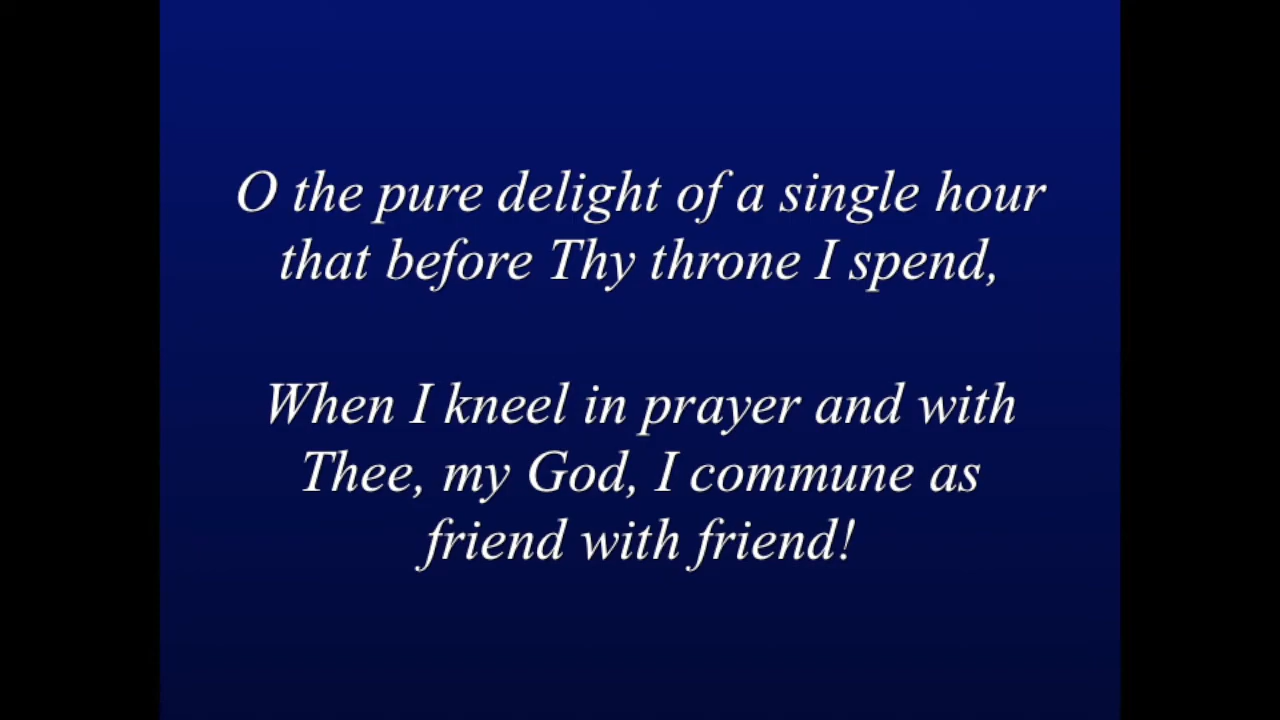 O the pure delight of a single hour
that before Thy throne I spend,
When I kneel in prayer and with
Thee, my God, I commune as
friend with friend!